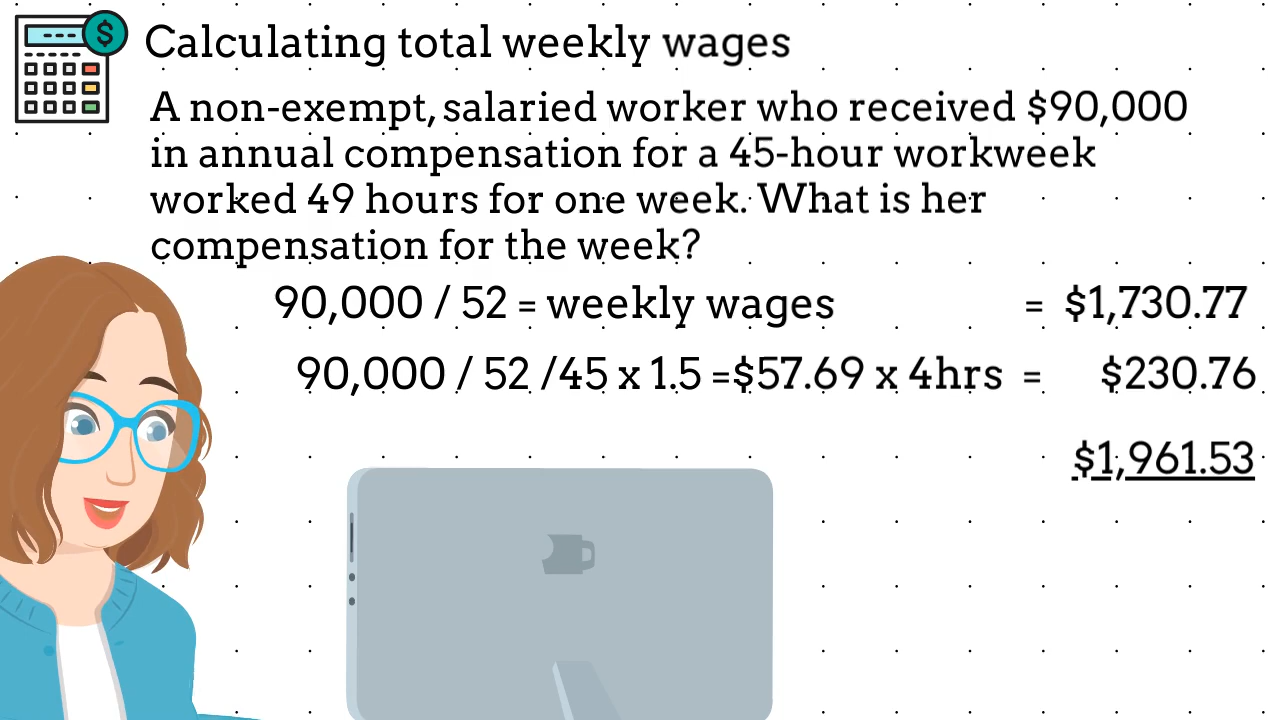 Calculating total weekly wages
A non-exempt, salaried worker who received $90,000
in annual compensation for a 45-hour workweek
worked 49 hours for one week. What is her
compensation for the week?
90,000 / 52 = weekly wages = $1,730.77
90,000 / 52 /45 x 1.5 =$57.69 x 4hrs = $230.76
$1,961.53